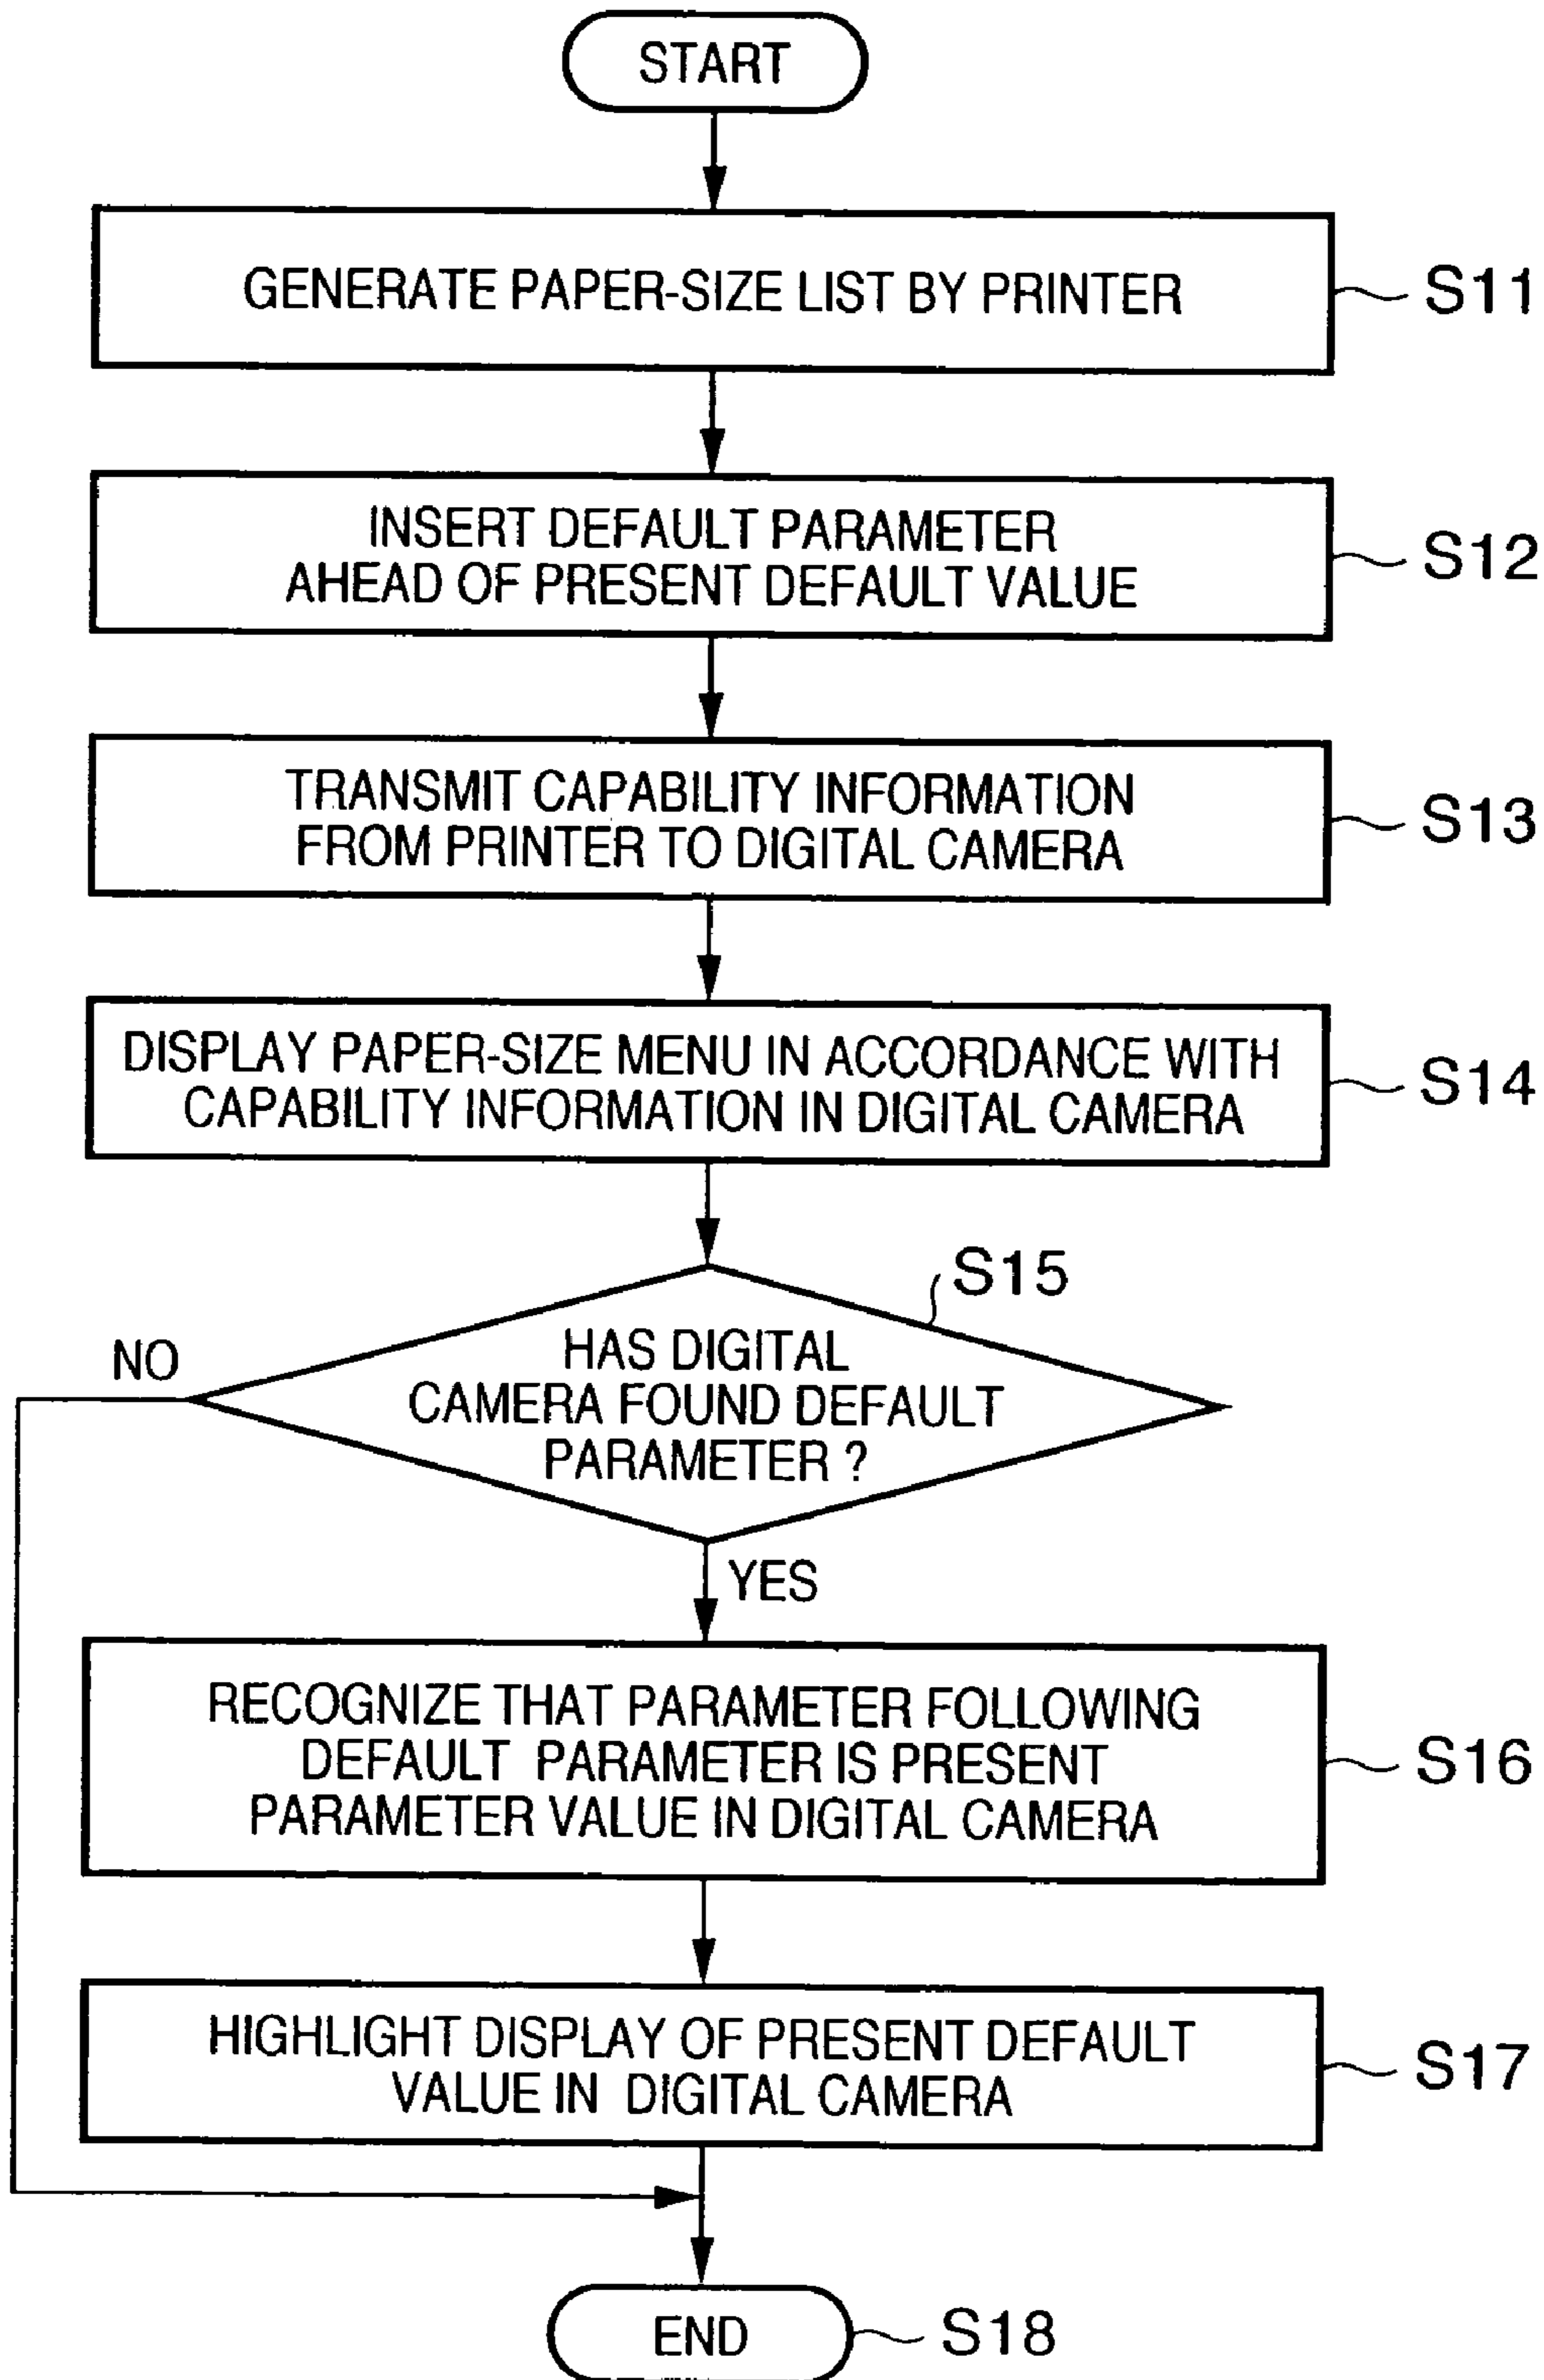 START
GENERATE PAPER-SIZE LIST BY PRINTER
S11
INSERT DEFAULT PARAMETER
AHEAD OF PRESENT DEFAULT VALUE
S12
TRANSMIT CAPABILITY INFORMATION
FROM PRINTER TO DIGITAL CAMERA
S13
DISPLAY PAPER-SIZE MENU IN ACCORDANCE WITH
CAPABILITY INFORMATION IN DIGITAL CAMERA
S14
S15
HAS DIGITAL
CAMERA FOUND DEFAULT
PARAMETER ?
NO
YES
RECOGNIZE THAT PARAMETER FOLLOWING
DEFAULT PARAMETER IS PRESENT
PARAMETER VALUE IN DIGITAL CAMERA
S16
HIGHLIGHT DISPLAY OF PRESENT DEFAULT
VALUE IN DIGITAL CAMERA
S17
END
S18